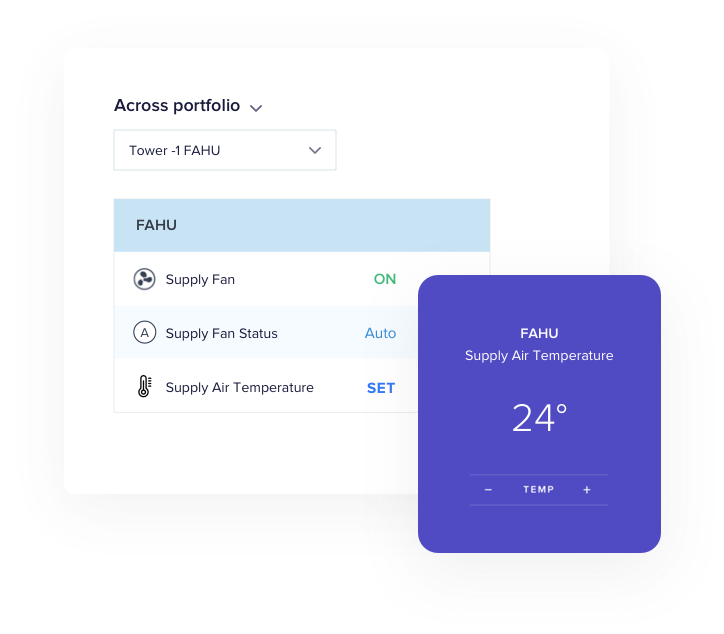 Across portfolio
Tower -1 FAHU
FAHU
Supply Fan ON
A Supply Fan Status Auto
Supply Air Temperature SET
FAHU
Supply Air Temperature
24°
− TEMP +